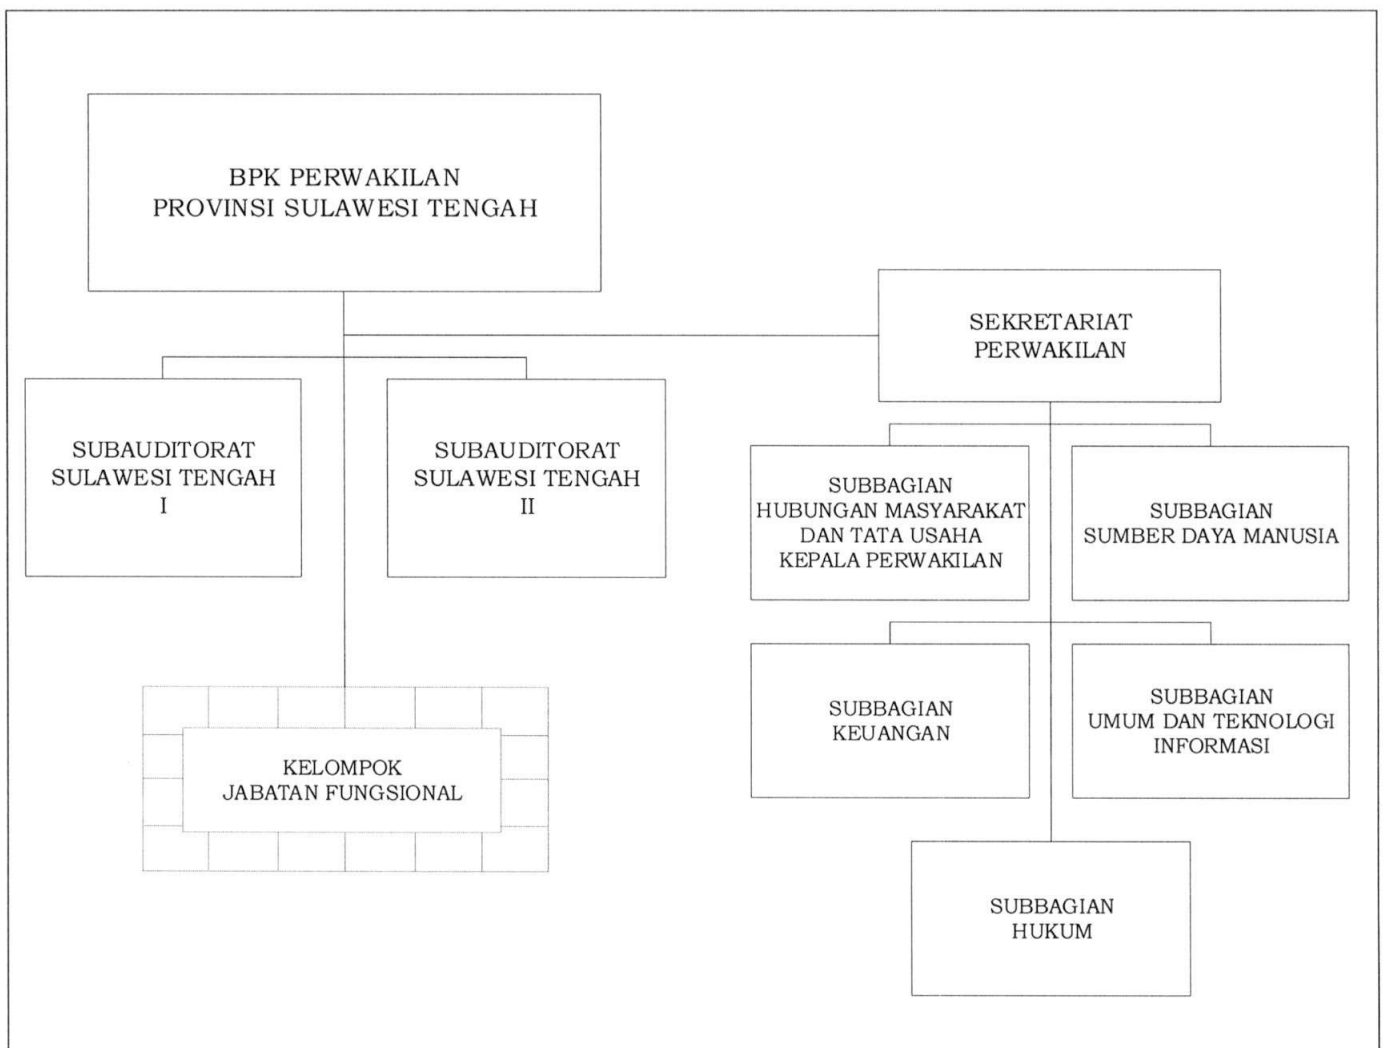 BPK PERWAKILAN
PROVINSI SULAWESI TENGAH
SEKRETARIAT
PERWAKILAN
SUBAUDITORAT
SULAWESI TENGAH
I
SUBAUDITORAT
SULAWESI TENGAH
II
SUBBAGIAN
HUBUNGAN MASYARAKAT
DAN TATA USAHA
KEPALA PERWAKILAN
SUBBAGIAN
SUMBER DAYA MANUSIA
SUBBAGIAN
KEUANGAN
SUBBAGIAN
UMUM DAN TEKNOLOGI
INFORMASI
KELOMPOK
JABATAN FUNGSIONAL
SUBBAGIAN
HUKUM